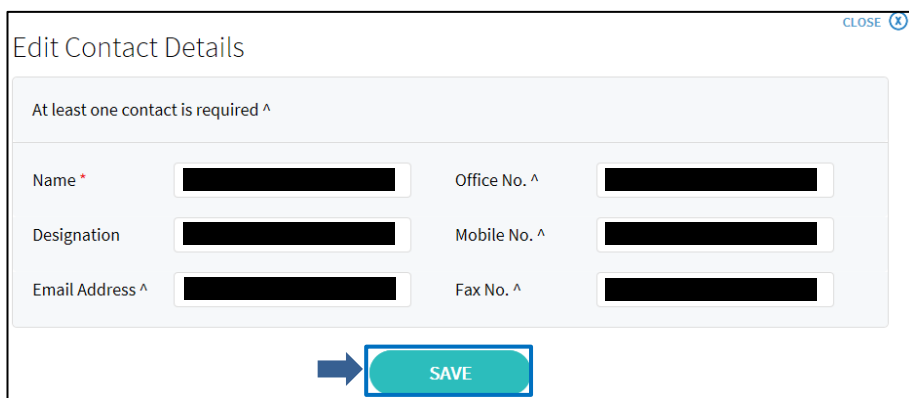 CLOSE X
Edit Contact Details
At least one contact is required ^
Name * Office No. ^
Designation Mobile No. ^
Email Address ^ Fax No. ^
SAVE